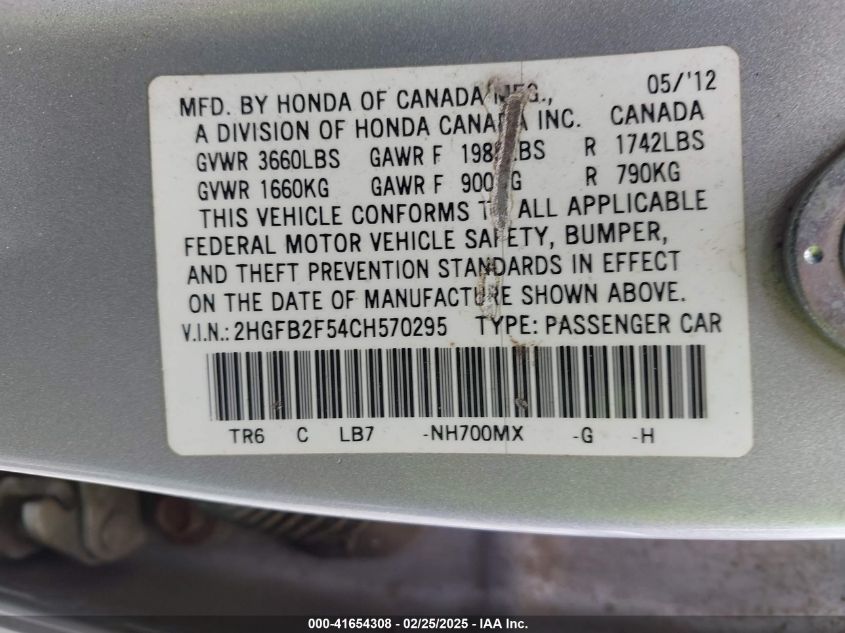 MFD. BY HONDA OF CANADA MFG., 05/'12
A DIVISION OF HONDA CANADA INC. CANADA
GVWR 3660LBS GAWR F LBS R 1742LBS
GVWR 1660KG GAWR F 900KG R 790KG
THIS VEHICLE CONFORMS TO ALL APPLICABLE
FEDERAL MOTOR VEHICLE SAFETY, BUMPER,
AND THEFT PREVENTION STANDARDS IN EFFECT
ON THE DATE OF MANUFACTURE SHOWN ABOVE.
V.I.N.: 2HGFB2F54CH570295 TYPE: PASSENGER CAR
TR6 C LB7 -NH700MX -G -H
000-41654308 - 02/25/2025 - IAA Inc.